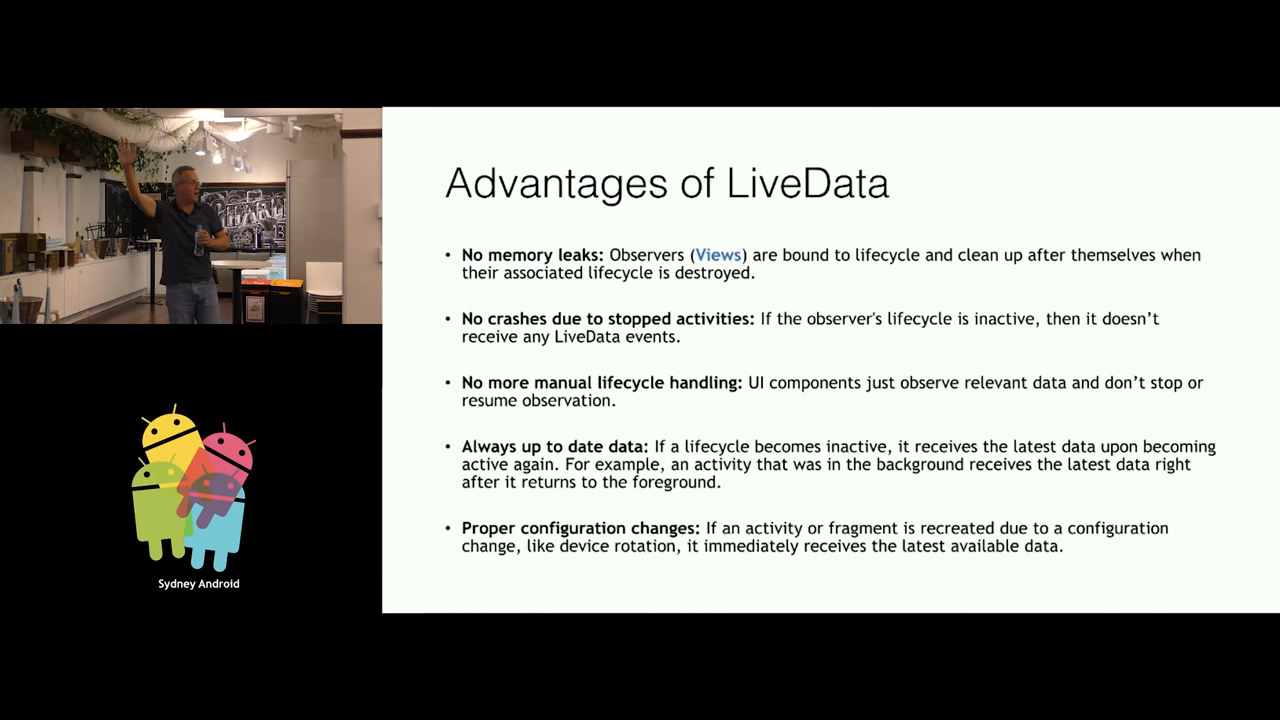 Advantages of LiveData
• No memory leaks: Observers (Views) are bound to lifecycle and clean up after themselves when
their associated lifecycle is destroyed.
• No crashes due to stopped activities: If the observer's lifecycle is inactive, then it doesn’t
receive any LiveData events.
• No more manual lifecycle handling: UI components just observe relevant data and don’t stop or
resume observation.
• Always up to date data: If a lifecycle becomes inactive, it receives the latest data upon becoming
active again. For example, an activity that was in the background receives the latest data right
after it returns to the foreground.
• Proper configuration changes: If an activity or fragment is recreated due to a configuration
change, like device rotation, it immediately receives the latest available data.
Sydney Android